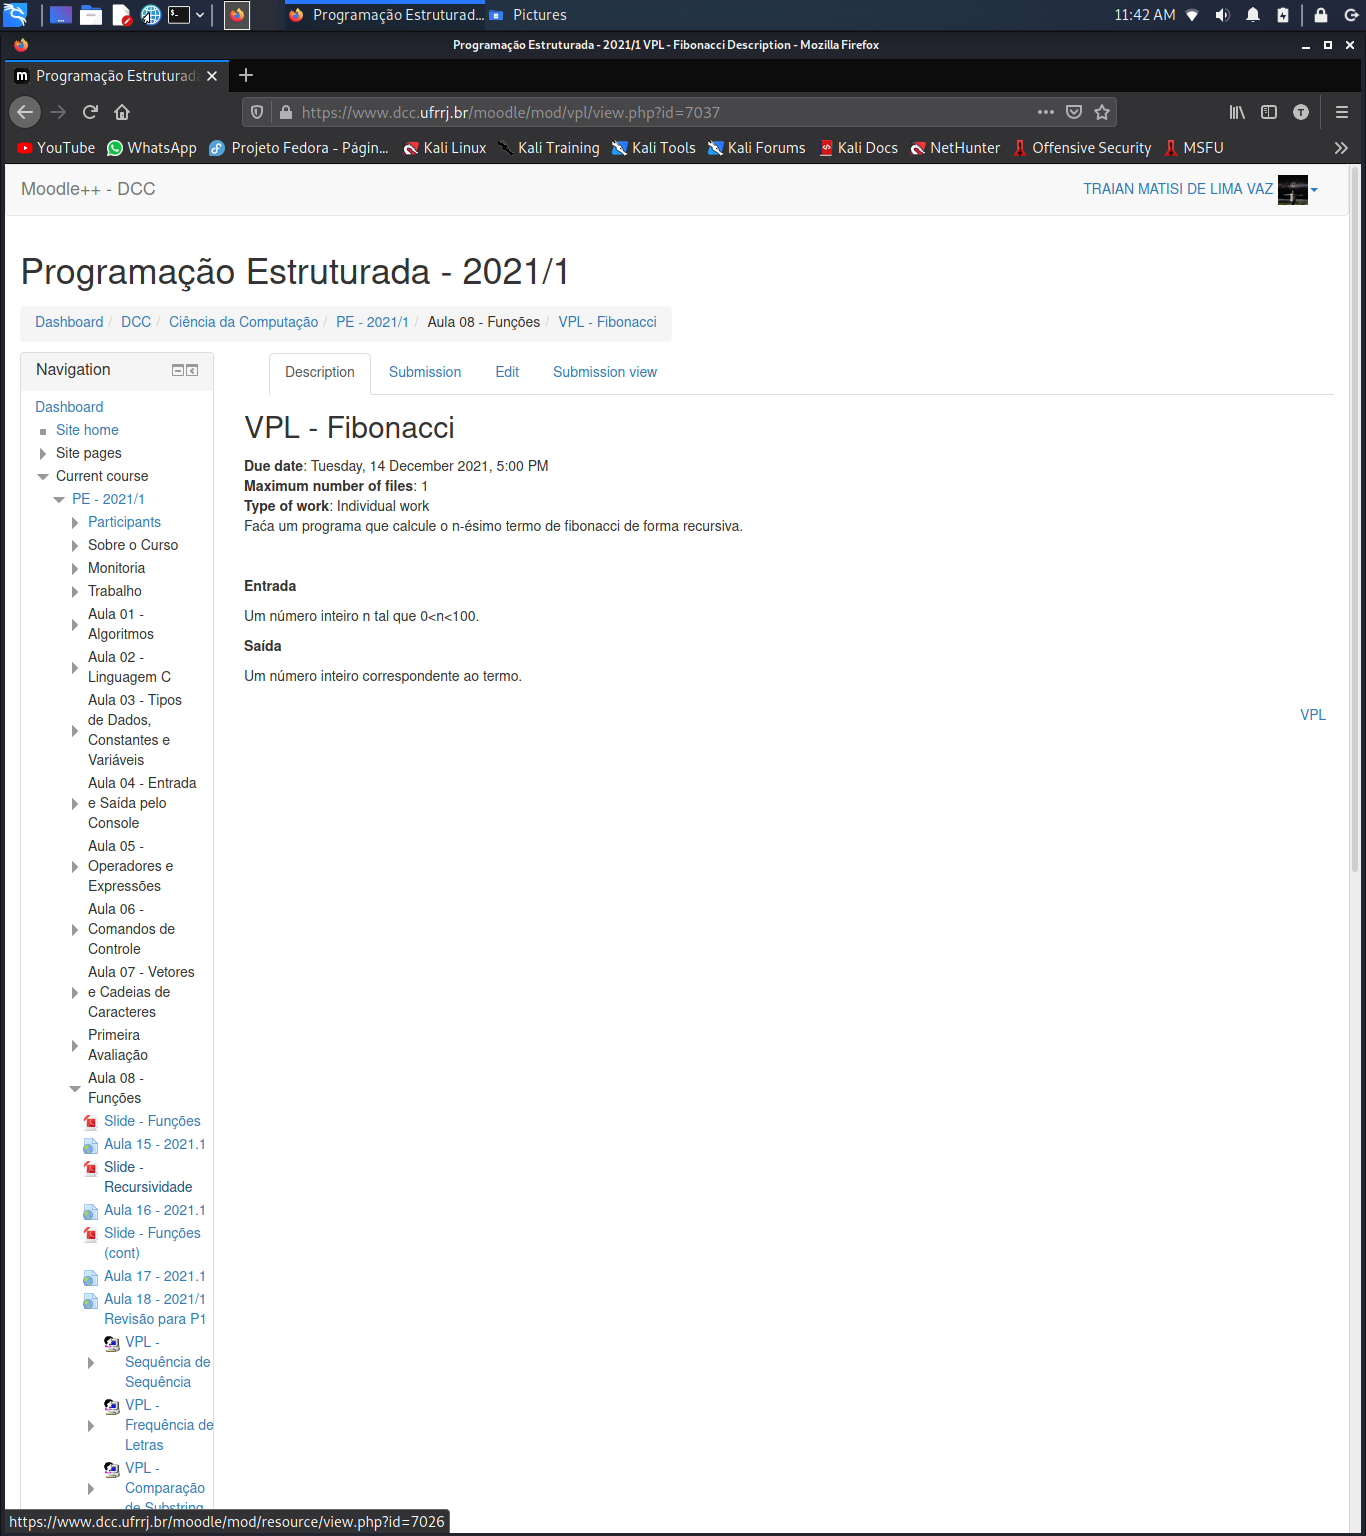 Programação Estruturad...
Pictures
11:42 AM
Programação Estruturada - 2021/1 VPL - Fibonacci Description - Mozilla Firefox
Programação Estruturada
https://www.dcc.ufrrj.br/moodle/mod/vpl/view.php?id=7037
YouTube
WhatsApp
Projeto Fedora - Págin…
Kali Linux
Kali Training
Kali Tools
Kali Forums
Kali Docs
NetHunter
Offensive Security
MSFU
Moodle++ - DCC
TRAIAN MATISI DE LIMA VAZ
Programação Estruturada - 2021/1
Dashboard / DCC / Ciência da Computação / PE - 2021/1 / Aula 08 - Funções / VPL - Fibonacci
Navigation
Dashboard
Site home
Site pages
Current course
PE - 2021/1
Participants
Sobre o Curso
Monitoria
Trabalho
Aula 01 -
Algoritmos
Aula 02 -
Linguagem C
Aula 03 - Tipos
de Dados,
Constantes e
Variáveis
Aula 04 - Entrada
e Saída pelo
Console
Aula 05 -
Operadores e
Expressões
Aula 06 -
Comandos de
Controle
Aula 07 - Vetores
e Cadeias de
Caracteres
Primeira
Avaliação
Aula 08 -
Funções
Slide - Funções
Aula 15 - 2021.1
Slide -
Recursividade
Aula 16 - 2021.1
Slide - Funções
(cont)
Aula 17 - 2021.1
Aula 18 - 2021/1
Revisão para P1
VPL -
Sequência de
Sequência
VPL -
Frequência de
Letras
VPL -
Comparação
de Substring
Description
Submission
Edit
Submission view
VPL - Fibonacci
Due date: Tuesday, 14 December 2021, 5:00 PM
Maximum number of files: 1
Type of work: Individual work
Faća um programa que calcule o n-ésimo termo de fibonacci de forma recursiva.
Entrada
Um número inteiro n tal que 0<n<100.
Saída
Um número inteiro correspondente ao termo.
VPL
https://www.dcc.ufrrj.br/moodle/mod/resource/view.php?id=7026